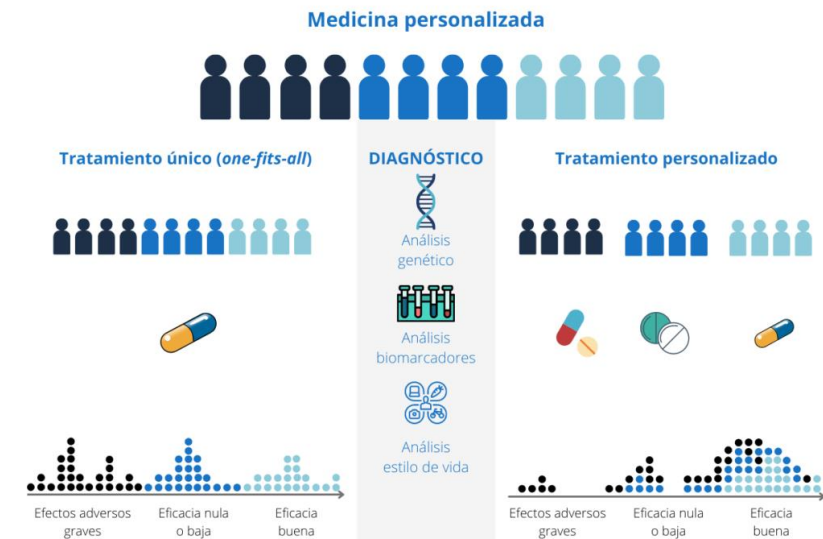 Medicina personalizada
Tratamiento único (one-fits-all)
DIAGNÓSTICO
Tratamiento personalizado
Análisis
genético
Análisis
biomarcadores
Análisis
estilo de vida
Efectos adversos
graves
Eficacia nula
o baja
Eficacia
buena
Efectos adversos
graves
Eficacia nula
o baja
Eficacia
buena